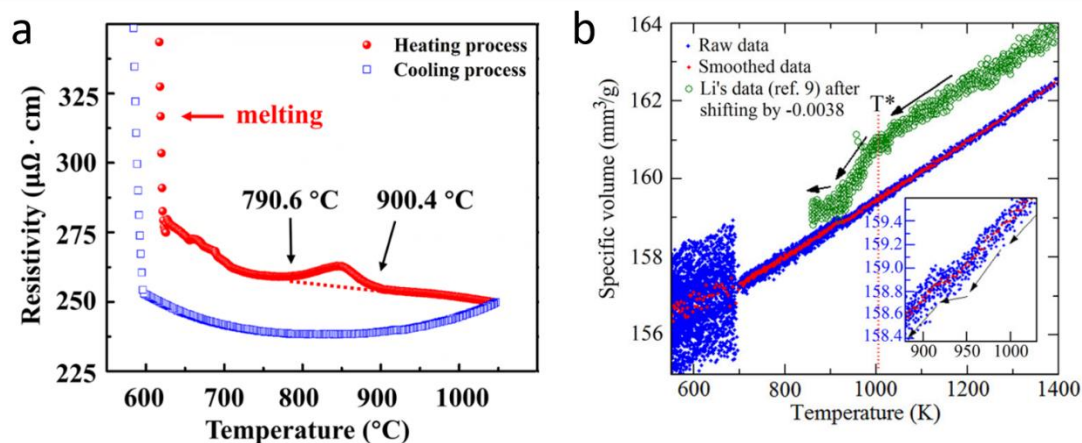 a
Heating process
Cooling process
melting
790.6 °C
900.4 °C
325
300
275
250
225
600
700
800
900
1000
Resistivity (μΩ · cm)
Temperature (°C)
b
Raw data
Smoothed data
Li's data (ref. 9) after
shifting by -0.0038
T*
164
162
160
158
156
600
800
1000
1200
1400
Specific volume (mm³/g)
Temperature (K)
159.4
159.2
159.0
158.8
158.6
158.4
900
950
1000